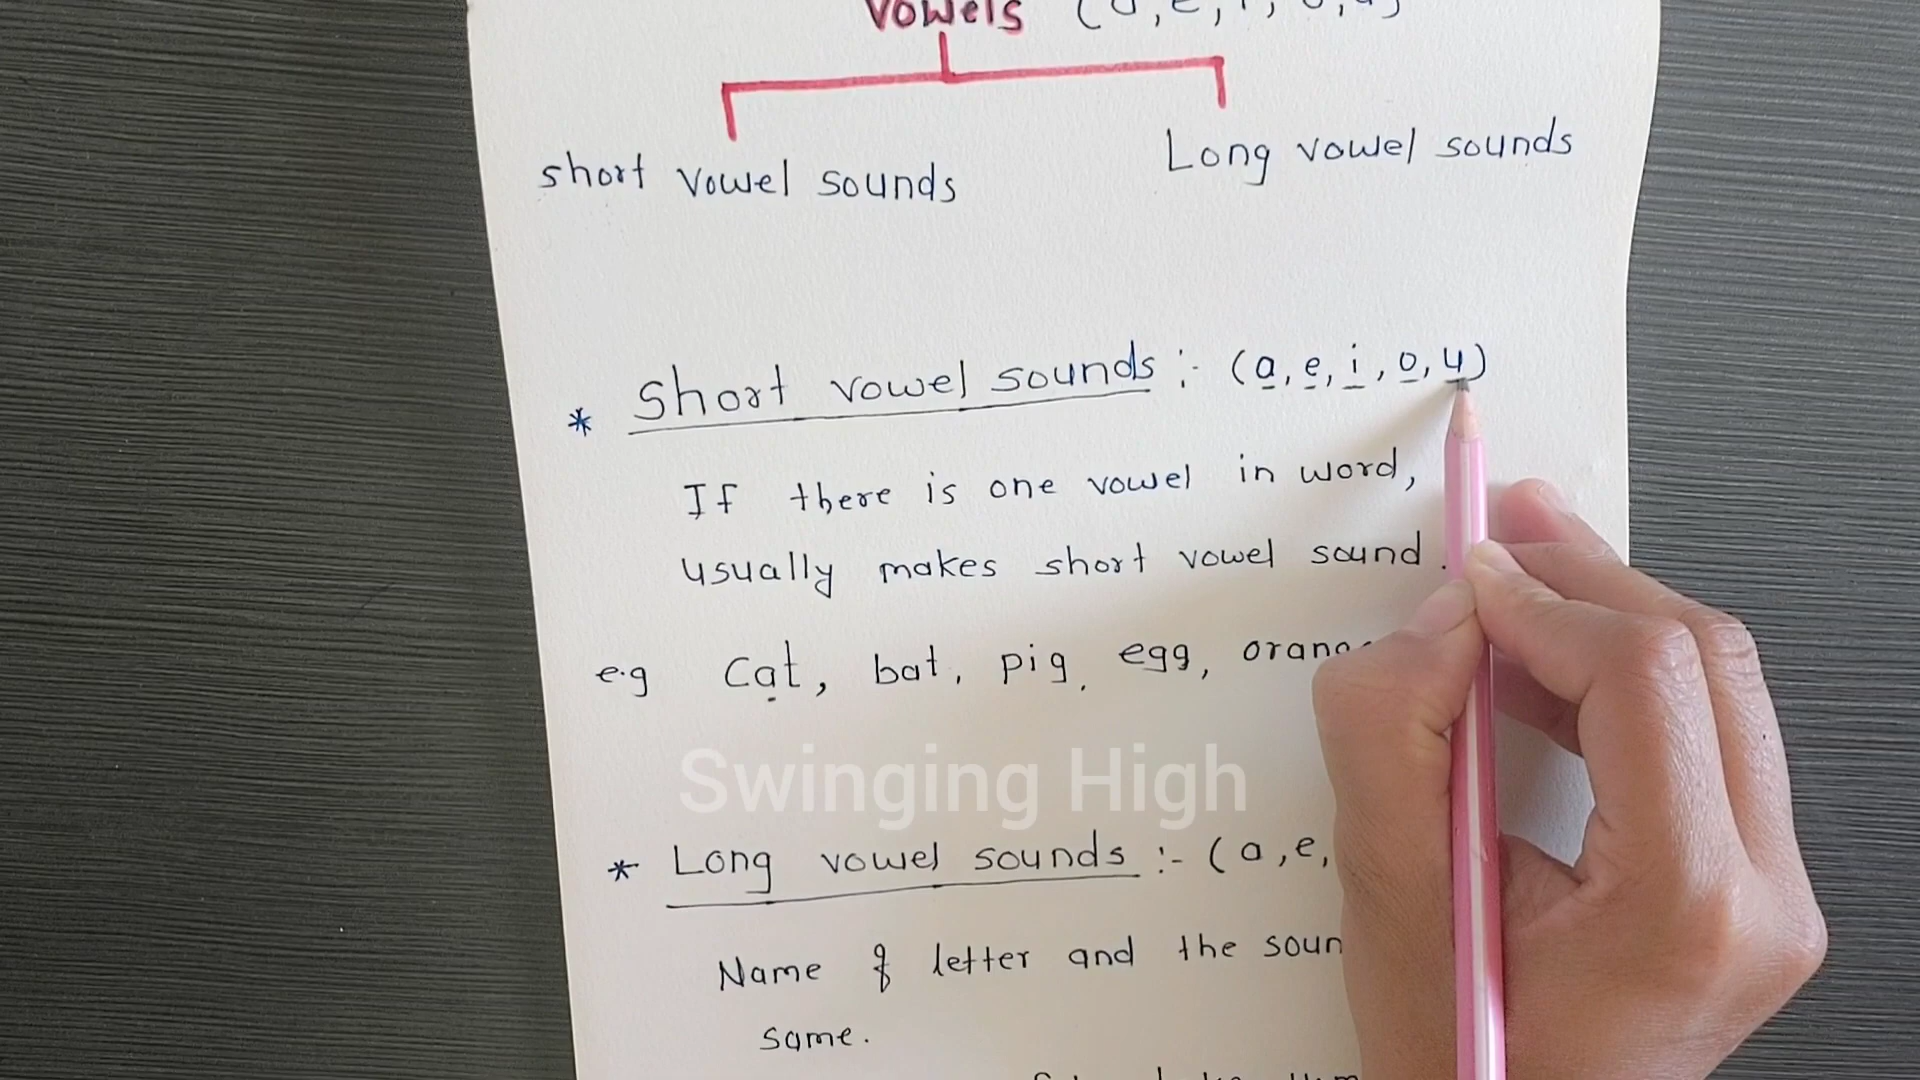 Vowels (a, e, i, o, u)
short vowel sounds
Long vowel sounds
* Short vowel sounds :- (a, e, i, o, u)
If there is one vowel in word,
usually makes short vowel sound.
e.g Cat, bat, pig, egg,
Swinging High
* Long vowel sounds :- (a, e,
Name of letter and the
same.